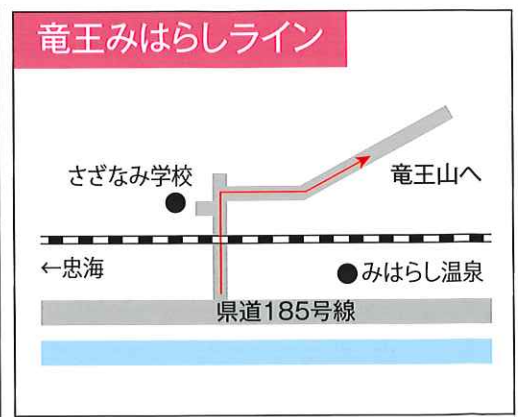 竜王みはらしライン
さざなみ学校
竜王山へ
←忠海
みはらし温泉
県道185号線